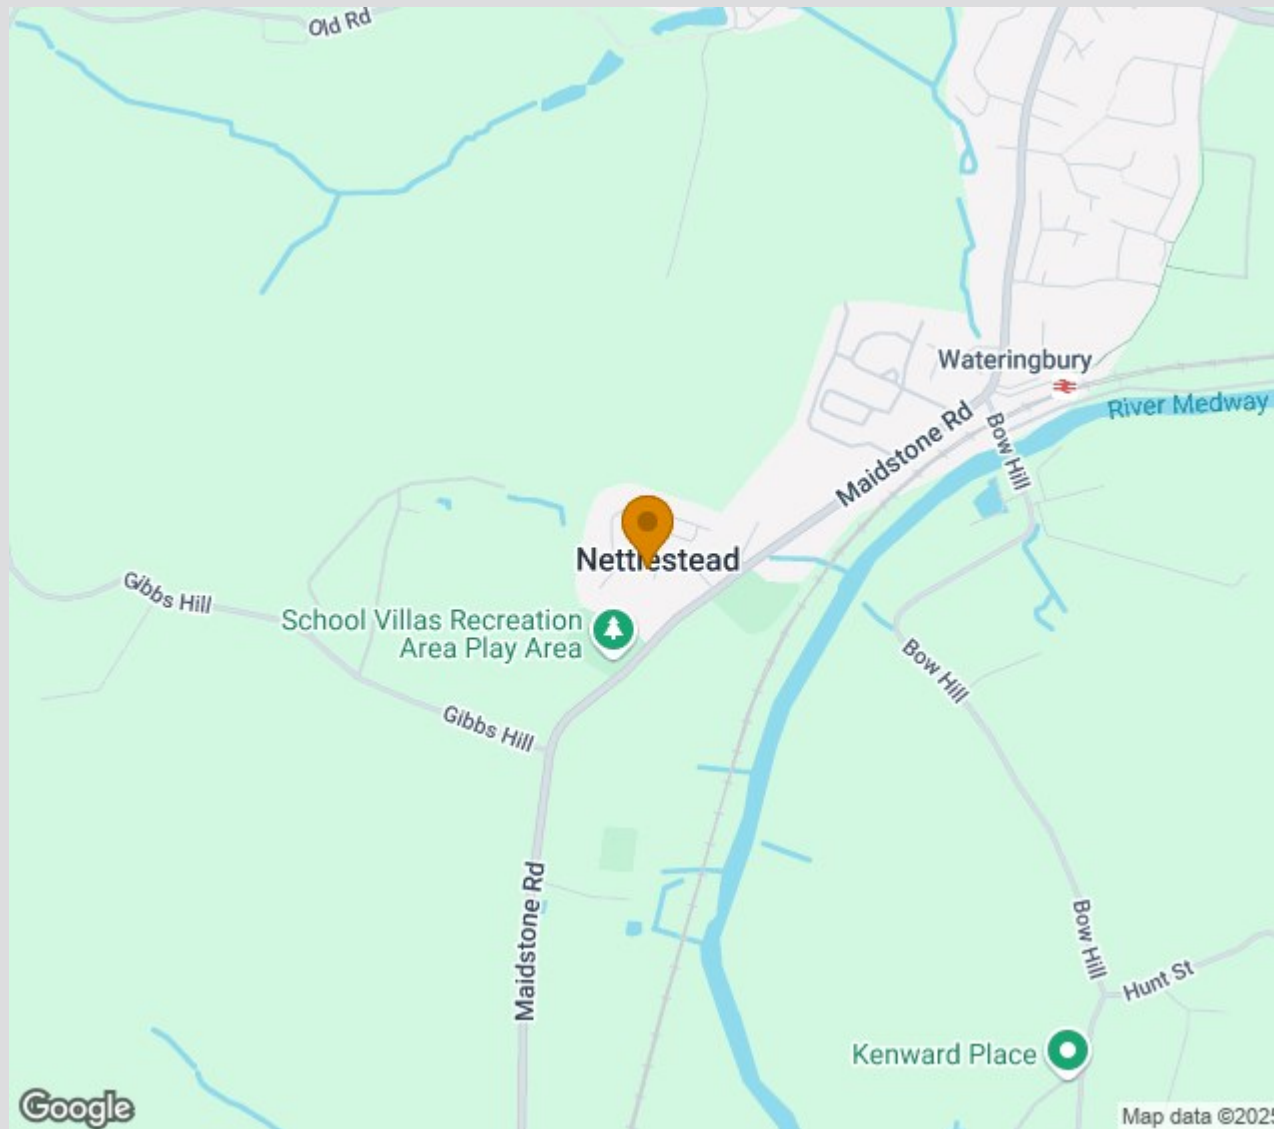 Old Rd
Wateringbury
River Medway
Maidstone Rd
Bow Hill
Nettlestead
Gibbs Hill
School Villas Recreation
Area Play Area
Bow Hill
Gibbs Hill
Maidstone Rd
Bow Hill
Hunt St
Kenward Place
Google
Map data ©2025